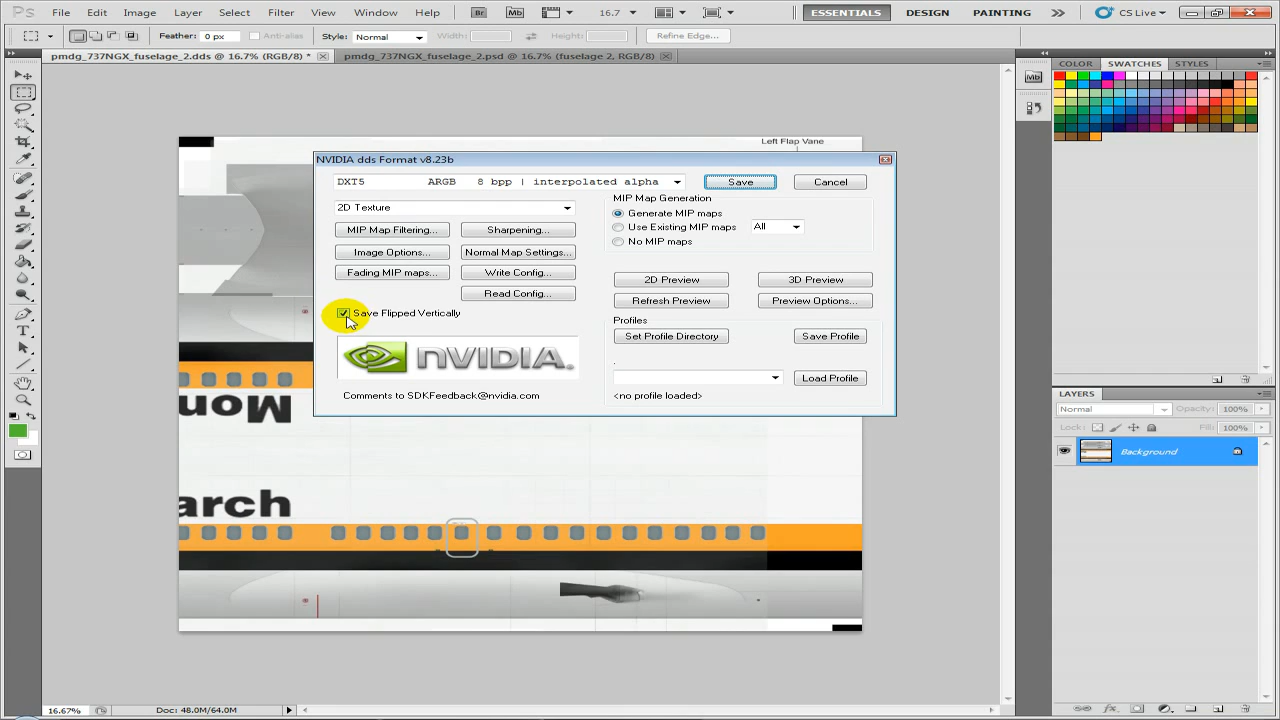 Ps File Edit Image Layer Select Filter View Window Help Br Mb 16.7 ESSENTIALS DESIGN PAINTING CS Live
Feather: 0 px Anti-alias Style: Normal Width: Height: Refine Edge...
pmdg_737NGX_fuselage_2.dds @ 16.7% (RGB/8) * pmdg_737NGX_fuselage_2.psd @ 16.7% (fuselage 2, RGB/8)
COLOR SWATCHES STYLES
Mb
Left Flap Vane
NVIDIA dds Format v8.23b
DXT5 ARGB 8 bpp | interpolated alpha Save Cancel
2D Texture
MIP Map Filtering... Sharpening...
Image Options... Normal Map Settings...
Fading MIP maps... Write Config...
Read Config...
Save Flipped Vertically
NVIDIA.
Comments to SDKFeedback@nvidia.com
MIP Map Generation
Generate MIP maps
Use Existing MIP maps All
No MIP maps
2D Preview 3D Preview
Refresh Preview Preview Options...
Profiles
Set Profile Directory Save Profile
.
Load Profile
<no profile loaded>
Mon
arch
LAYERS
Normal Opacity: 100%
Lock: Fill: 100%
Background
16.67% Doc: 48.0M/64.0M